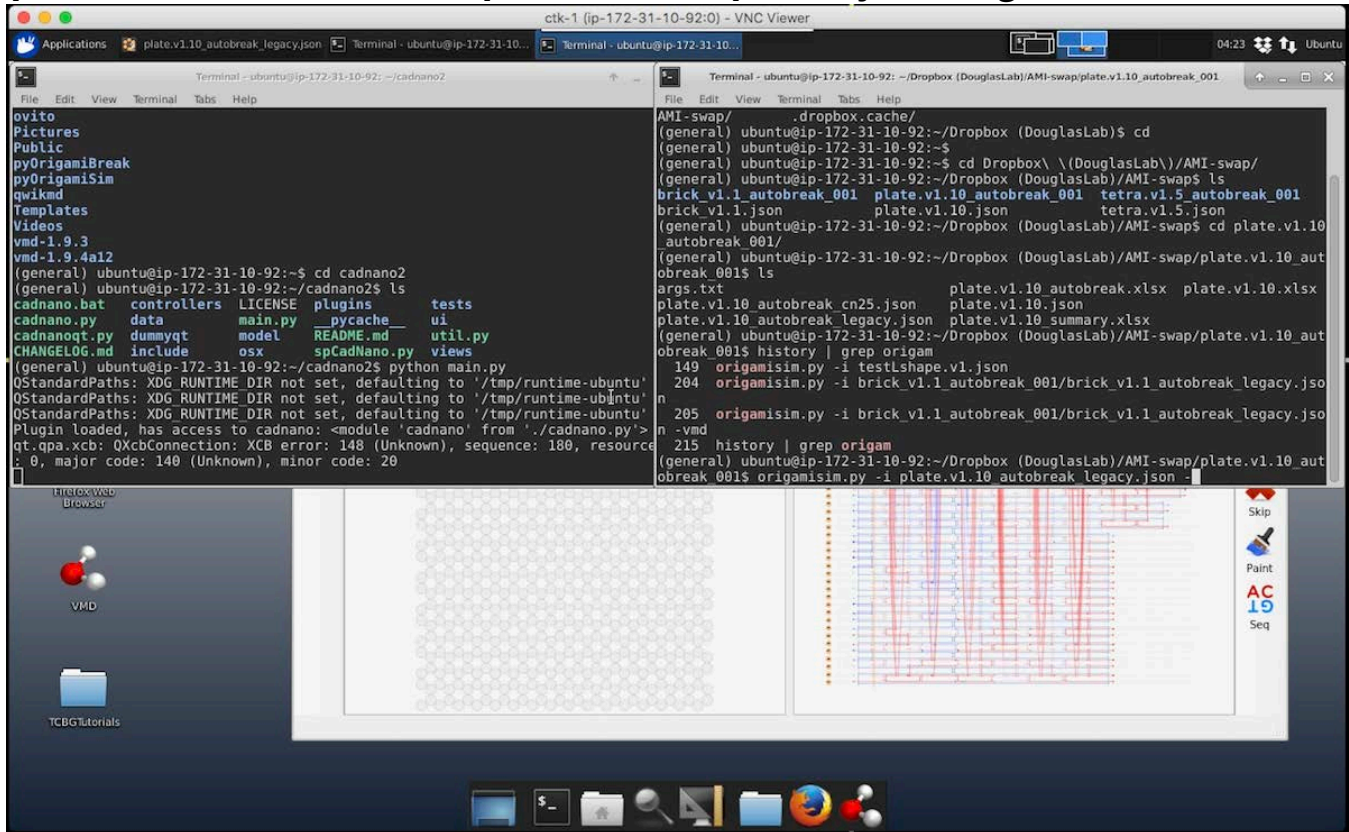 ctk-1 (ip-172-31-10-92:0) - VNC Viewer
Applications plate.v1.10_autobreak_legacy.json Terminal - ubuntu@ip-172-31-10... Terminal - ubuntu@ip-172-31-10... 04:23 Ubuntu
Terminal - ubuntu@ip-172-31-10-92: ~/cadnano2
File Edit View Terminal Tabs Help
ovito
Pictures
Public
pyOrigamiBreak
pyOrigamiSim
qwikmd
Templates
Videos
vmd-1.9.3
vmd-1.9.4a12
(general) ubuntu@ip-172-31-10-92:~$ cd cadnano2
(general) ubuntu@ip-172-31-10-92:~/cadnano2$ ls
cadnano.bat controllers LICENSE plugins tests
cadnano.py data main.py __pycache__ ui
cadnanoqt.py dummyqt model README.md util.py
CHANGELOG.md include osx spCadNano.py views
(general) ubuntu@ip-172-31-10-92:~/cadnano2$ python main.py
QStandardPaths: XDG_RUNTIME_DIR not set, defaulting to '/tmp/runtime-ubuntu'
QStandardPaths: XDG_RUNTIME_DIR not set, defaulting to '/tmp/runtime-ubuntu'
QStandardPaths: XDG_RUNTIME_DIR not set, defaulting to '/tmp/runtime-ubuntu'
Plugin loaded, has access to cadnano: <module 'cadnano' from './cadnano.py'>
qt.qpa.xcb: QXcbConnection: XCB error: 148 (Unknown), sequence: 180, resource
: 0, major code: 140 (Unknown), minor code: 20
Terminal - ubuntu@ip-172-31-10-92: ~/Dropbox (DouglasLab)/AMI-swap/plate.v1.10_autobreak_001
File Edit View Terminal Tabs Help
AMI-swap/ .dropbox.cache/
(general) ubuntu@ip-172-31-10-92:~/Dropbox (DouglasLab)$ cd
(general) ubuntu@ip-172-31-10-92:~$
(general) ubuntu@ip-172-31-10-92:~$ cd Dropbox\ \(DouglasLab\)/AMI-swap/
(general) ubuntu@ip-172-31-10-92:~/Dropbox (DouglasLab)/AMI-swap$ ls
brick_v1.1_autobreak_001 plate.v1.10_autobreak_001 tetra.v1.5_autobreak_001
brick_v1.1.json plate.v1.10.json tetra.v1.5.json
(general) ubuntu@ip-172-31-10-92:~/Dropbox (DouglasLab)/AMI-swap$ cd plate.v1.10
_autobreak_001/
(general) ubuntu@ip-172-31-10-92:~/Dropbox (DouglasLab)/AMI-swap/plate.v1.10_aut
obreak_001$ ls
args.txt plate.v1.10_autobreak.xlsx plate.v1.10.xlsx
plate.v1.10_autobreak_cn25.json plate.v1.10.json
plate.v1.10_autobreak_legacy.json plate.v1.10_summary.xlsx
(general) ubuntu@ip-172-31-10-92:~/Dropbox (DouglasLab)/AMI-swap/plate.v1.10_aut
obreak_001$ history | grep origam
149 origamisim.py -i testLshape.v1.json
204 origamisim.py -i brick_v1.1_autobreak_001/brick_v1.1_autobreak_legacy.jso
n
205 origamisim.py -i brick_v1.1_autobreak_001/brick_v1.1_autobreak_legacy.jso
n -vmd
215 history | grep origam
(general) ubuntu@ip-172-31-10-92:~/Dropbox (DouglasLab)/AMI-swap/plate.v1.10_aut
obreak_001$ origamisim.py -i plate.v1.10_autobreak_legacy.json -
Firefox Web
Browser
VMD
TCBGTutorials
Skip
Paint
AC
TG
Seq